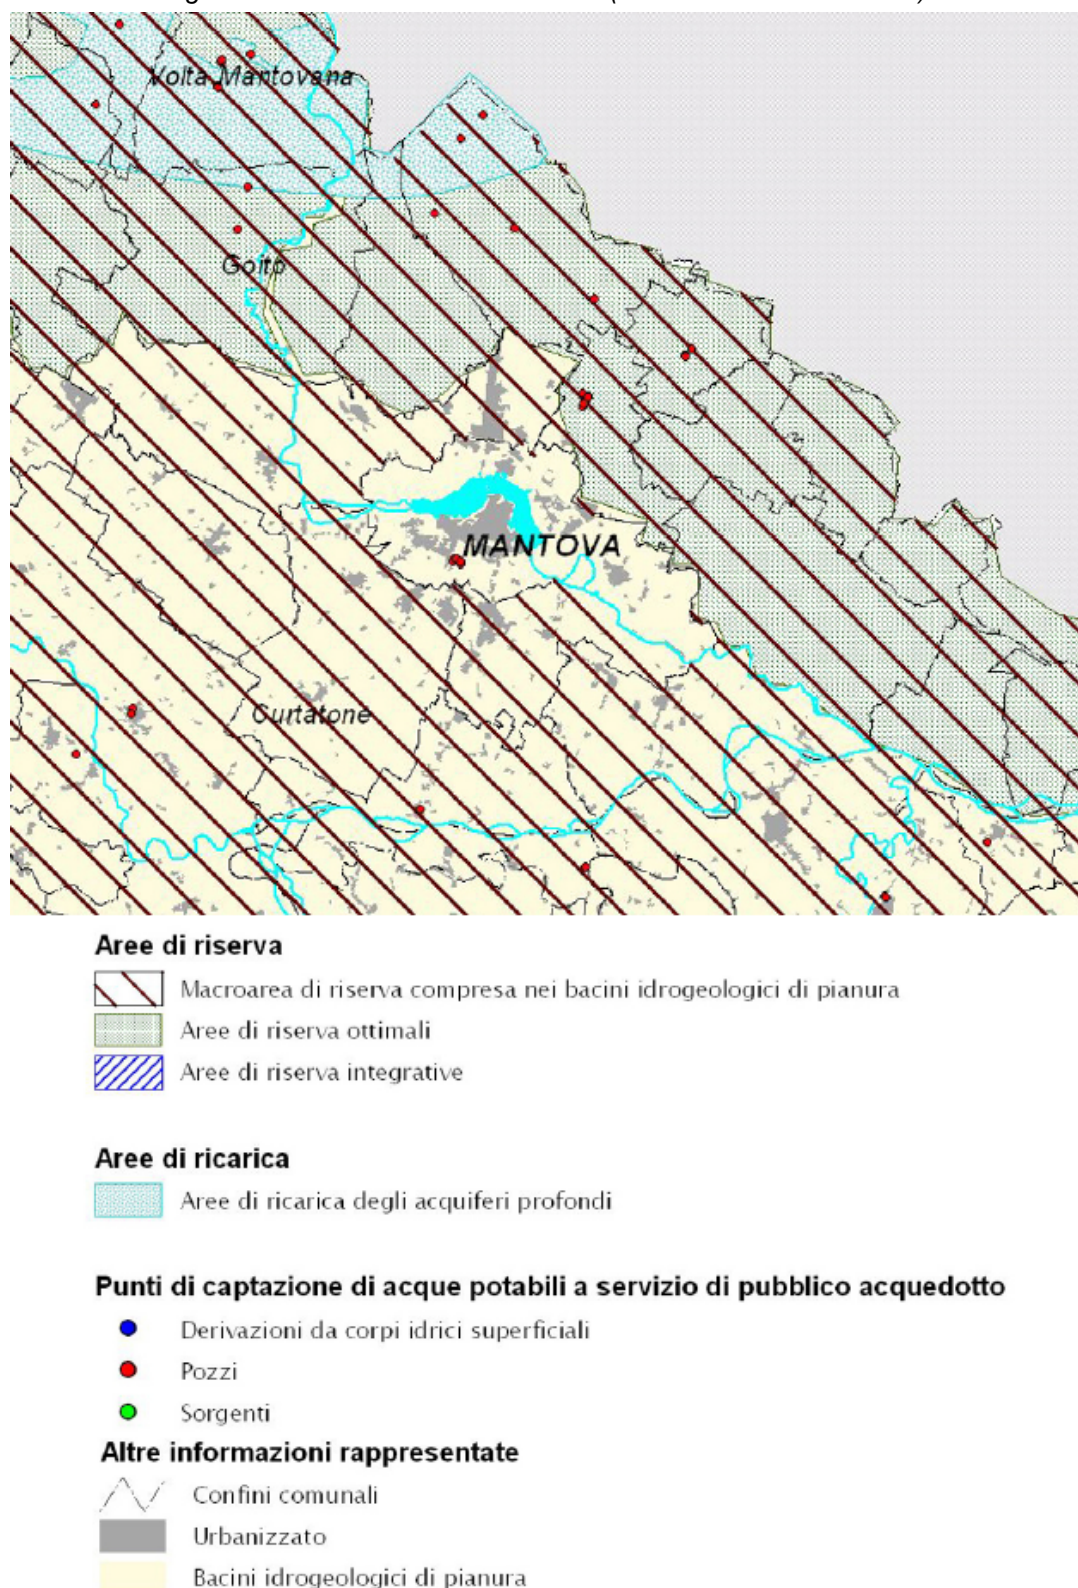 Volta Mantovana
Goito
MANTOVA
Curtatone
Aree di riserva
Macroarea di riserva compresa nei bacini idrogeologici di pianura
Aree di riserva ottimali
Aree di riserva integrative
Aree di ricarica
Aree di ricarica degli acquiferi profondi
Punti di captazione di acque potabili a servizio di pubblico acquedotto
Derivazioni da corpi idrici superficiali
Pozzi
Sorgenti
Altre informazioni rappresentate
Confini comunali
Urbanizzato
Bacini idrogeologici di pianura